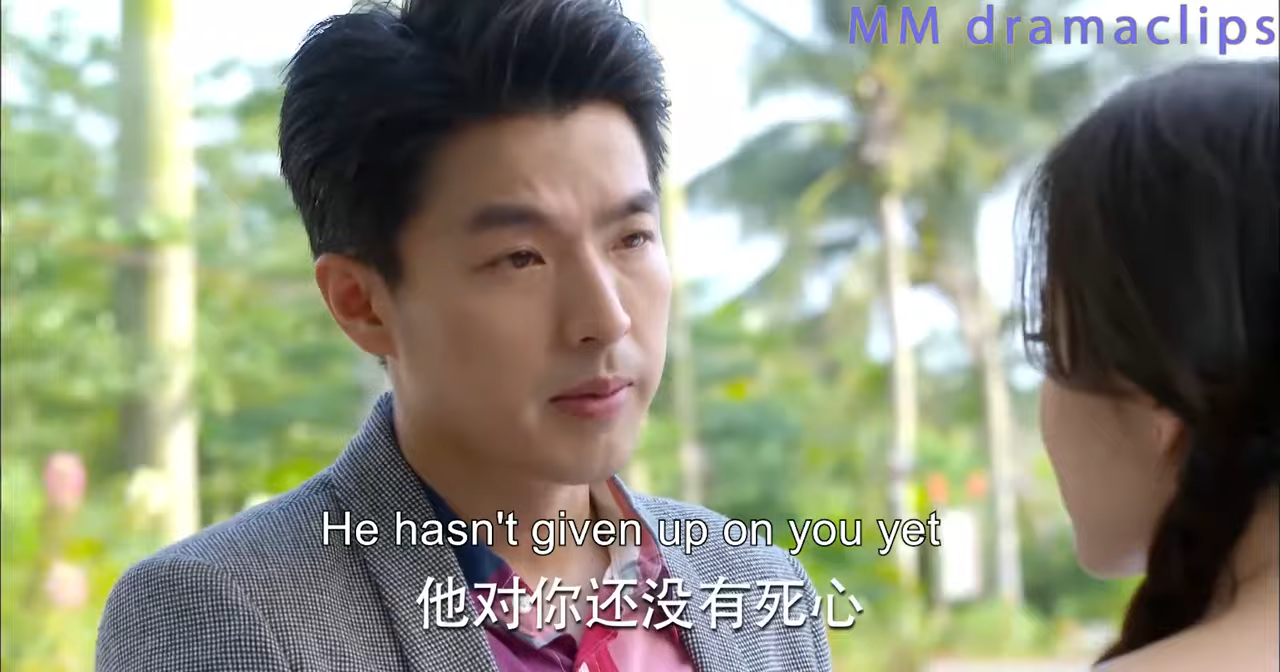 MM dramaclips
He hasn't given up on you yet
他对你还没有死心